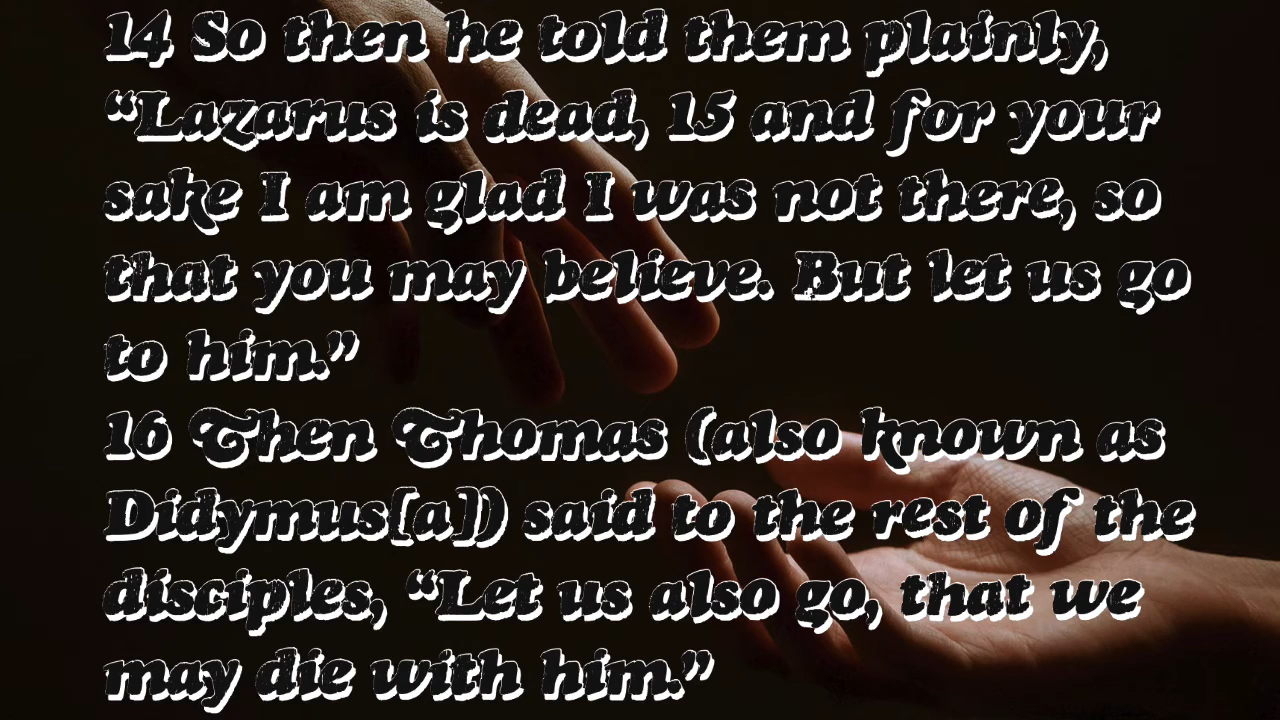 14 So then he told them plainly,
“Lazarus is dead, 15 and for your
sake I am glad I was not there, so
that you may believe. But let us go
to him.”
16 Then Thomas (also known as
Didymus[a]) said to the rest of the
disciples, “Let us also go, that we
may die with him.”